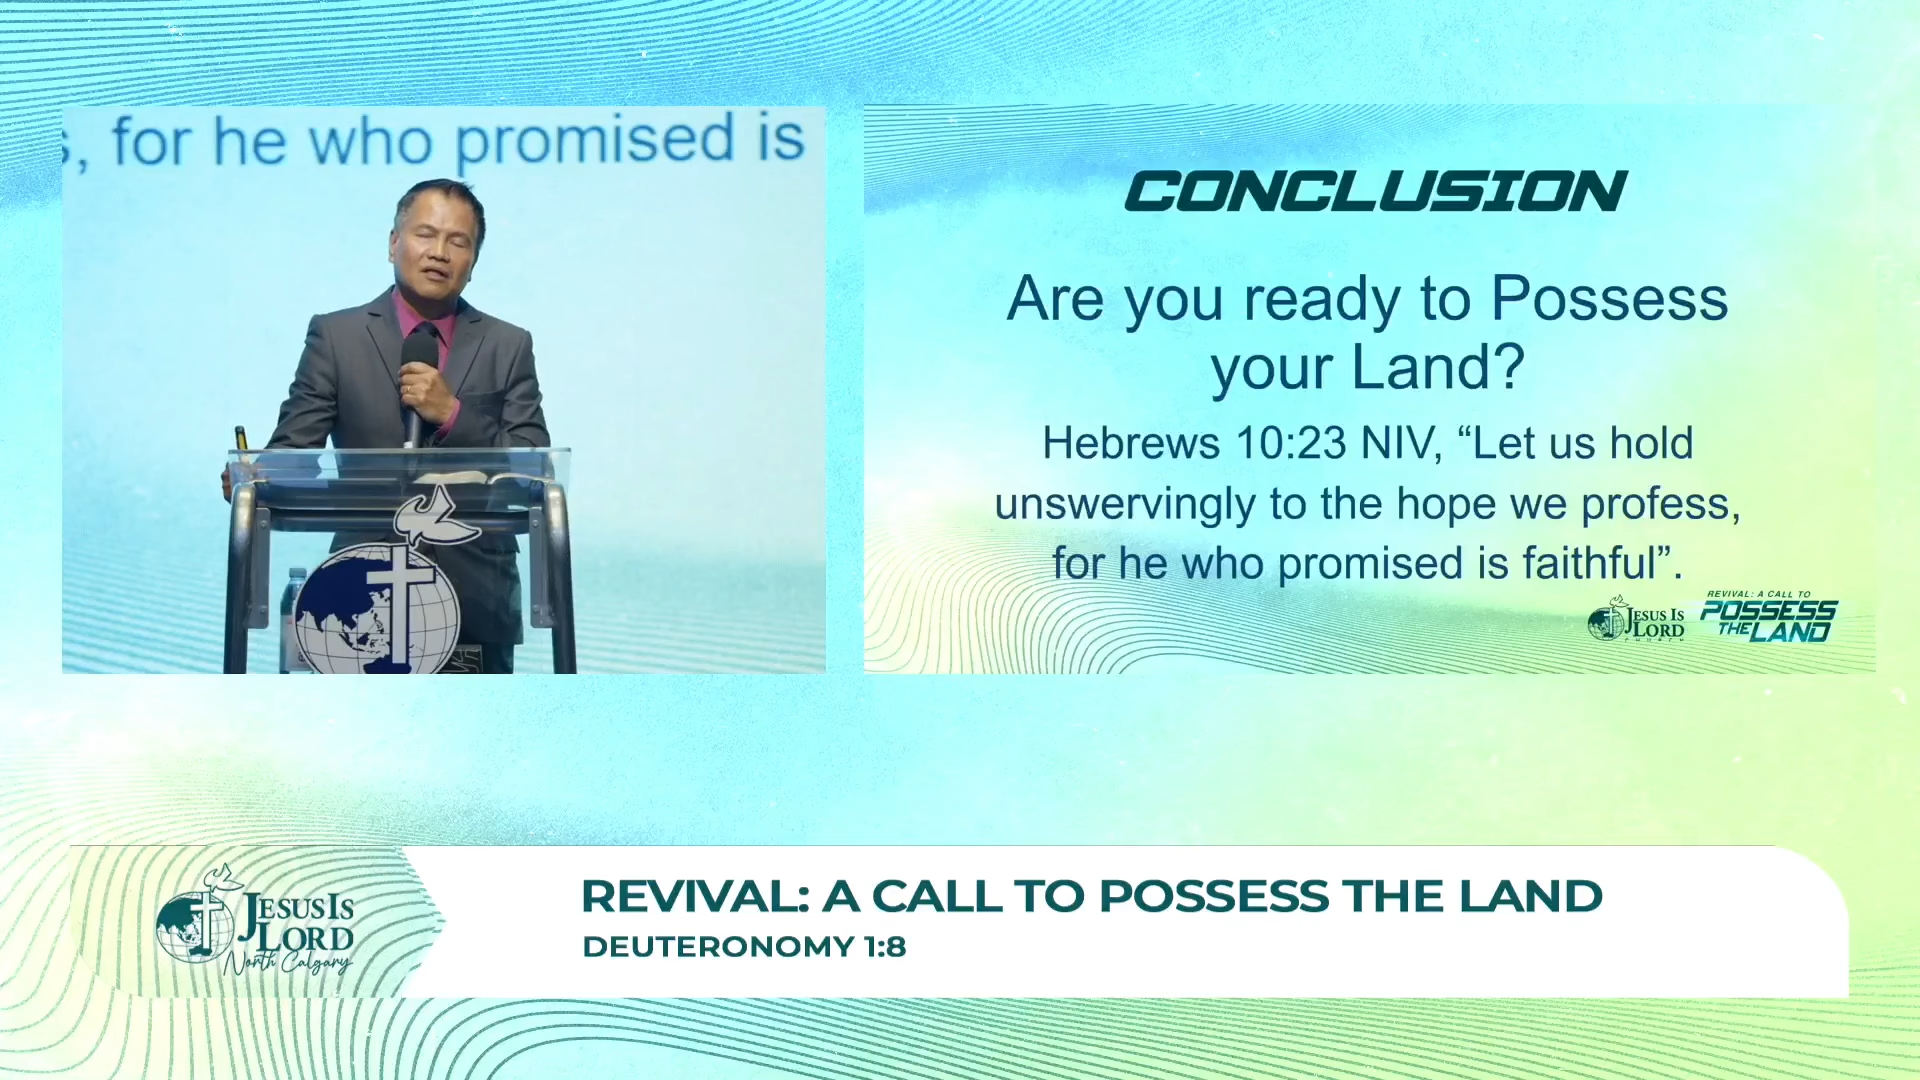 , for he who promised is
CONCLUSION
Are you ready to Possess
your Land?
Hebrews 10:23 NIV, “Let us hold
unswervingly to the hope we profess,
for he who promised is faithful”.
JESUS IS
LORD
CHURCH
REVIVAL: A CALL TO
POSSESS
THE LAND
JESUS IS
LORD
North Calgary
REVIVAL: A CALL TO POSSESS THE LAND
DEUTERONOMY 1:8